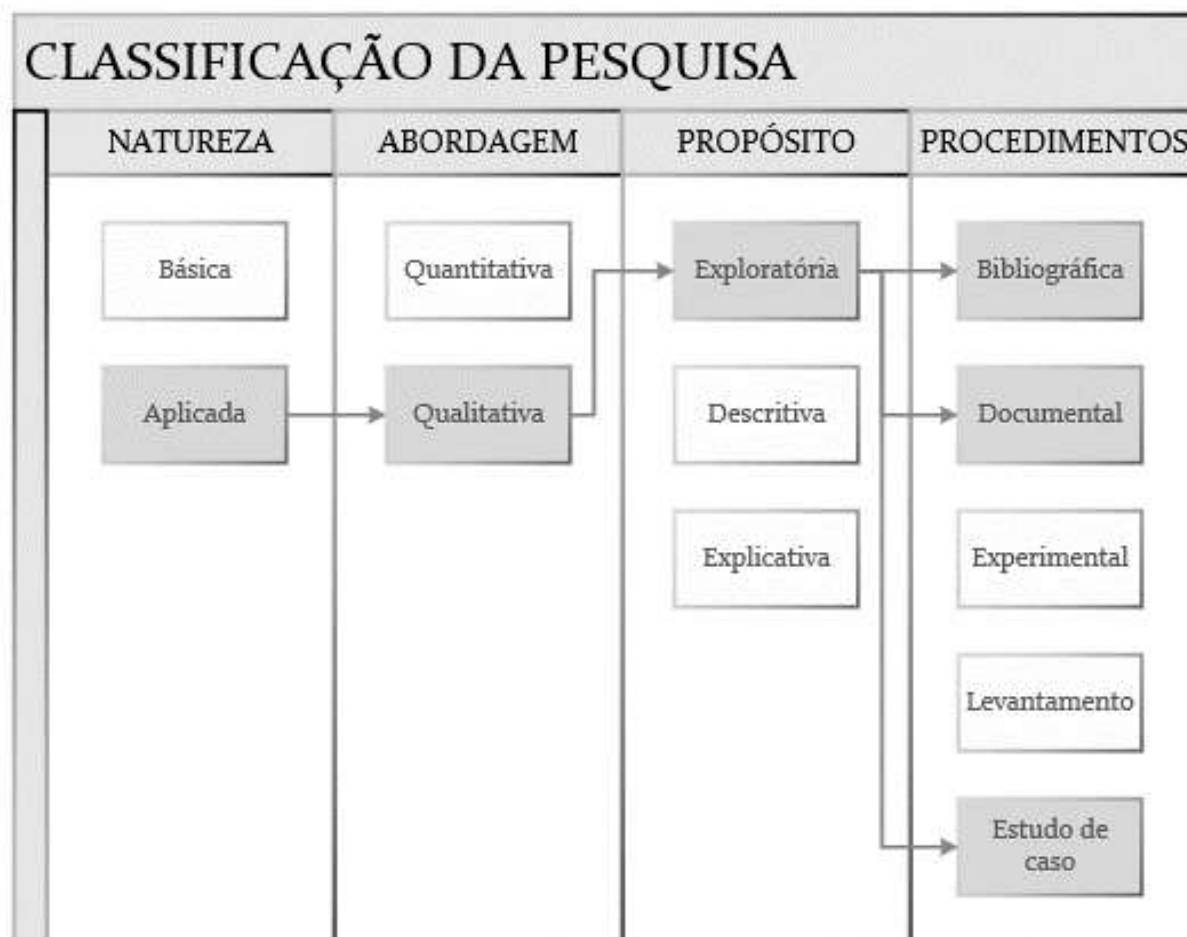 CLASSIFICAÇÃO DA PESQUISA
NATUREZA
ABORDAGEM
PROPÓSITO
PROCEDIMENTOS
Básica
Quantitativa
Exploratória
Bibliográfica
Aplicada
Qualitativa
Descritiva
Documental
Explicativa
Experimental
Levantamento
Estudo de
caso